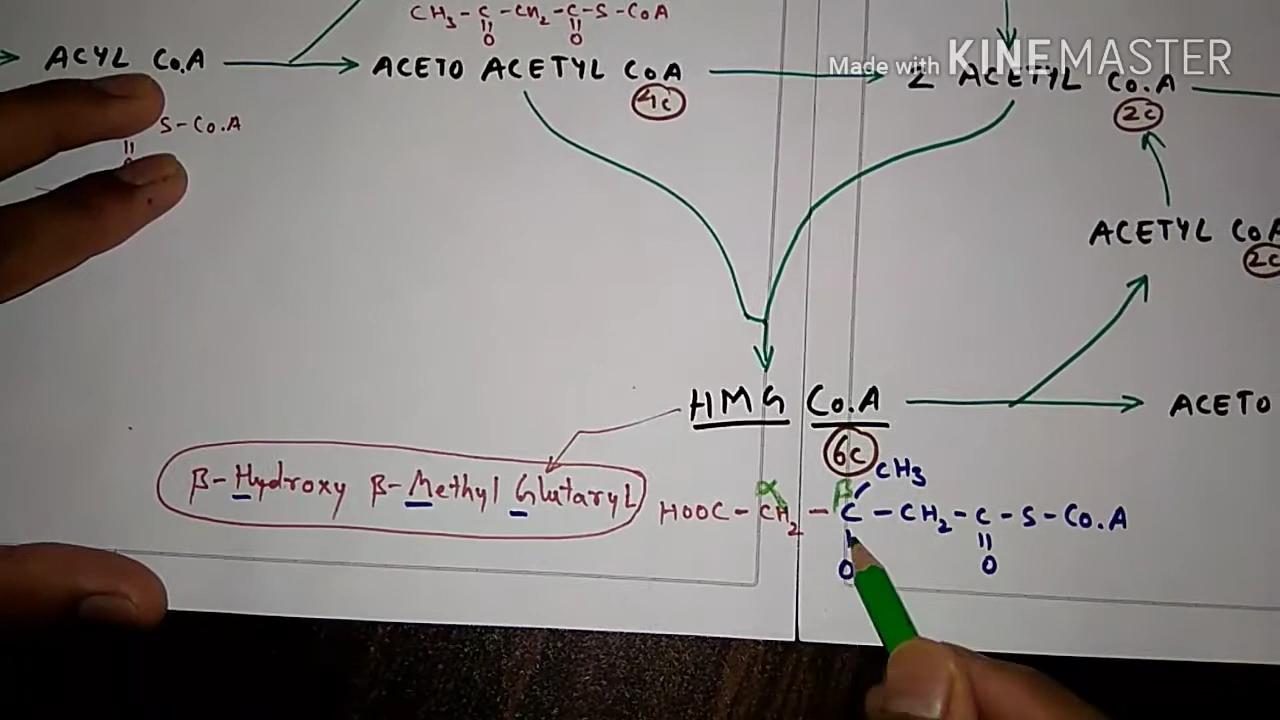 CH₃-C-CH₂-C-S-CoA
O O
Made with KINEMASTER
ACYL Co.A
ACETO ACETYL CoA
2 ACETYL Co.A
4C
2C
S-Co.A
ACETYL CoA
2C
HMG Co.A
ACETO
6C
CH₃
β-Hydroxy β-Methyl Glutaryl
α β
HOOC-CH₂-C-CH₂-C-S-Co.A
O O